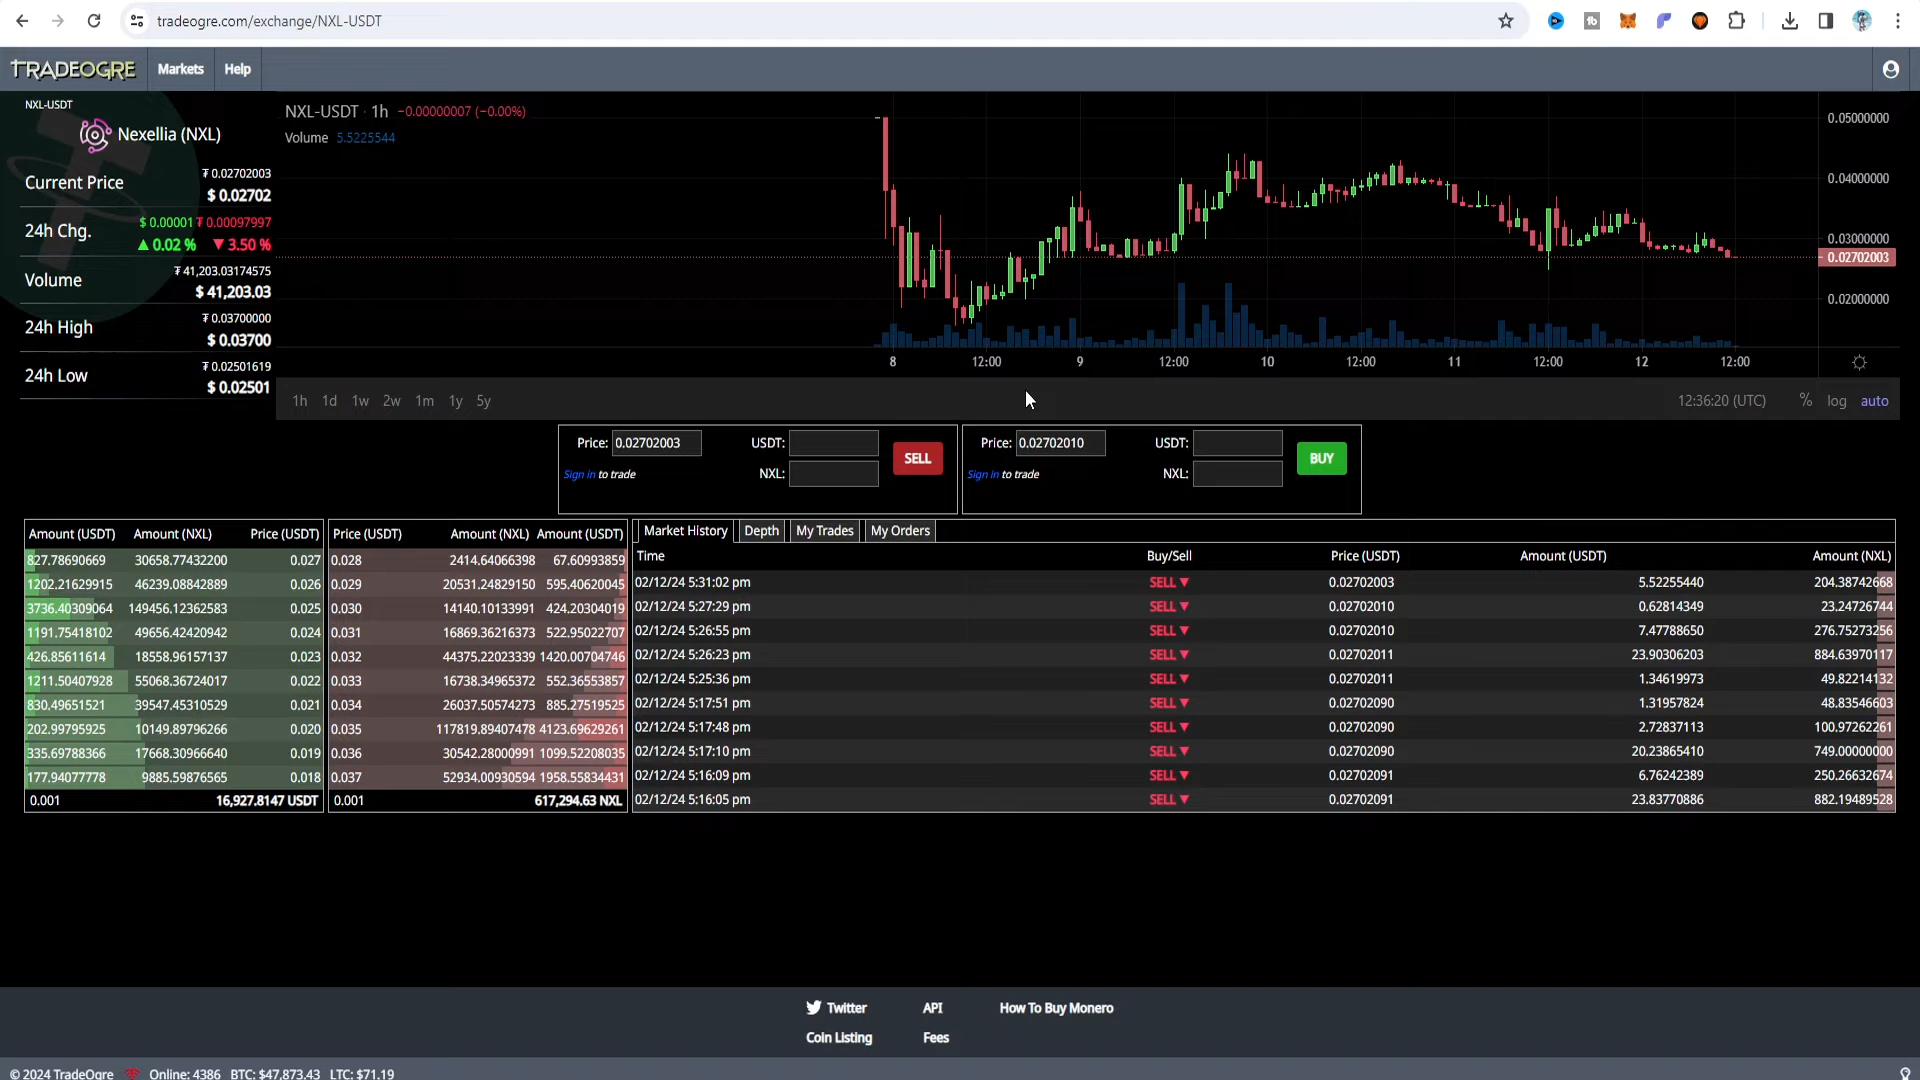 tradeogre.com/exchange/NXL-USDT
TRADEOGRE Markets Help
NXL-USDT
Nexellia (NXL)
Current Price ₮ 0.02702003
$ 0.02702
24h Chg. $ 0.00001 ₮ 0.00097997
▲ 0.02 % ▼ 3.50 %
Volume ₮ 41,203.03174575
$ 41,203.03
24h High ₮ 0.03700000
$ 0.03700
24h Low ₮ 0.02501619
$ 0.02501
NXL-USDT · 1h −0.00000007 (−0.00%)
Volume 5.5225544
0.05000000
0.04000000
0.03000000
0.02702003
0.02000000
8 12:00 9 12:00 10 12:00 11 12:00 12 12:00
1h 1d 1w 2w 1m 1y 5y 12:36:20 (UTC) % log auto
Price: 0.02702003 USDT: SELL
Sign in to trade NXL:
Price: 0.02702010 USDT: BUY
Sign in to trade NXL:
Amount (USDT) Amount (NXL) Price (USDT)
827.78690669 30658.77432200 0.027
1202.21629915 46239.08842889 0.026
3736.40309064 149456.12362583 0.025
1191.75418102 49656.42420942 0.024
426.85611614 18558.96157137 0.023
1211.50407928 55068.36724017 0.022
830.49651521 39547.45310529 0.021
202.99795925 10149.89796266 0.020
335.69788366 17668.30966640 0.019
177.94077778 9885.59876565 0.018
0.001 16,927.8147 USDT
Price (USDT) Amount (NXL) Amount (USDT)
0.028 2414.64066398 67.60993859
0.029 20531.24829150 595.40620045
0.030 14140.10133991 424.20304019
0.031 16869.36216373 522.95022707
0.032 44375.22023339 1420.00704746
0.033 16738.34965372 552.36553857
0.034 26037.50574273 885.27519525
0.035 117819.89407478 4123.69629261
0.036 30542.28000991 1099.52208035
0.037 52934.00930594 1958.55834431
0.001 617,294.63 NXL
Market History Depth My Trades My Orders
Time Buy/Sell Price (USDT) Amount (USDT) Amount (NXL)
02/12/24 5:31:02 pm SELL ▼ 0.02702003 5.52255440 204.38742668
02/12/24 5:27:29 pm SELL ▼ 0.02702010 0.62814349 23.24726744
02/12/24 5:26:55 pm SELL ▼ 0.02702010 7.47788650 276.75273256
02/12/24 5:26:23 pm SELL ▼ 0.02702011 23.90306203 884.63970117
02/12/24 5:25:36 pm SELL ▼ 0.02702011 1.34619973 49.82214132
02/12/24 5:17:51 pm SELL ▼ 0.02702090 1.31957824 48.83546603
02/12/24 5:17:48 pm SELL ▼ 0.02702090 2.72837113 100.97262261
02/12/24 5:17:10 pm SELL ▼ 0.02702090 20.23865410 749.00000000
02/12/24 5:16:09 pm SELL ▼ 0.02702091 6.76242389 250.26632674
02/12/24 5:16:05 pm SELL ▼ 0.02702091 23.83770886 882.19489528
Twitter API How To Buy Monero
Coin Listing Fees
© 2024 TradeOgre Online: 4386 BTC: $47,873.43 LTC: $71.19